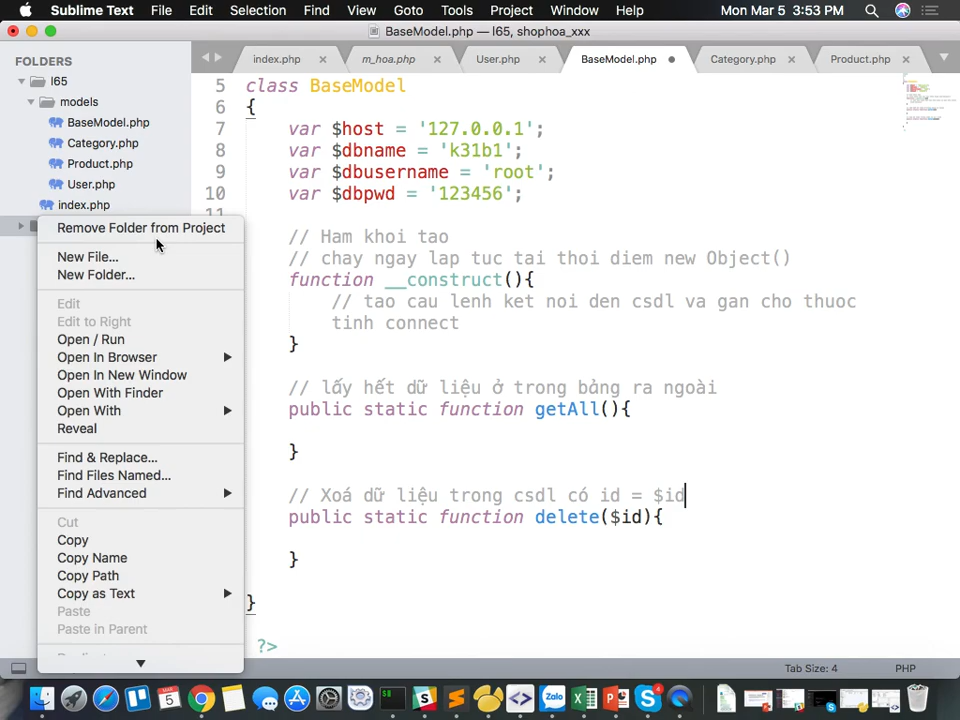 Sublime Text File Edit Selection Find View Goto Tools Project Window Help Mon Mar 5 3:53 PM
BaseModel.php — l65, shophoa_xxx
FOLDERS
l65
models
BaseModel.php
Category.php
Product.php
User.php
index.php
Remove Folder from Project
New File...
New Folder...
Edit
Edit to Right
Open / Run
Open In Browser
Open In New Window
Open With Finder
Open With
Reveal
Find & Replace...
Find Files Named...
Find Advanced
Cut
Copy
Copy Name
Copy Path
Copy as Text
Paste
Paste in Parent
index.php m_hoa.php User.php BaseModel.php Category.php Product.php
5 class BaseModel
6 {
7 var $host = '127.0.0.1';
8 var $dbname = 'k31b1';
9 var $dbusername = 'root';
10 var $dbpwd = '123456';
11
// Ham khoi tao
// chay ngay lap tuc tai thoi diem new Object()
function __construct(){
// tao cau lenh ket noi den csdl va gan cho thuoc
tinh connect
}
// lấy hết dữ liệu ở trong bảng ra ngoài
public static function getAll(){
}
// Xoá dữ liệu trong csdl có id = $id
public static function delete($id){
}
}
?>
Tab Size: 4 PHP
5
Zalo